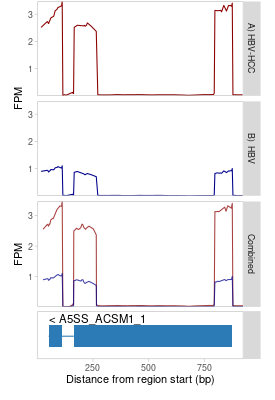 3
2
1
A) HBV-HCC
FPM
3
2
1
B) HBV
3
2
1
FPM
Combined
< A5SS_ACSM1_1
250 500 750
Distance from region start (bp)